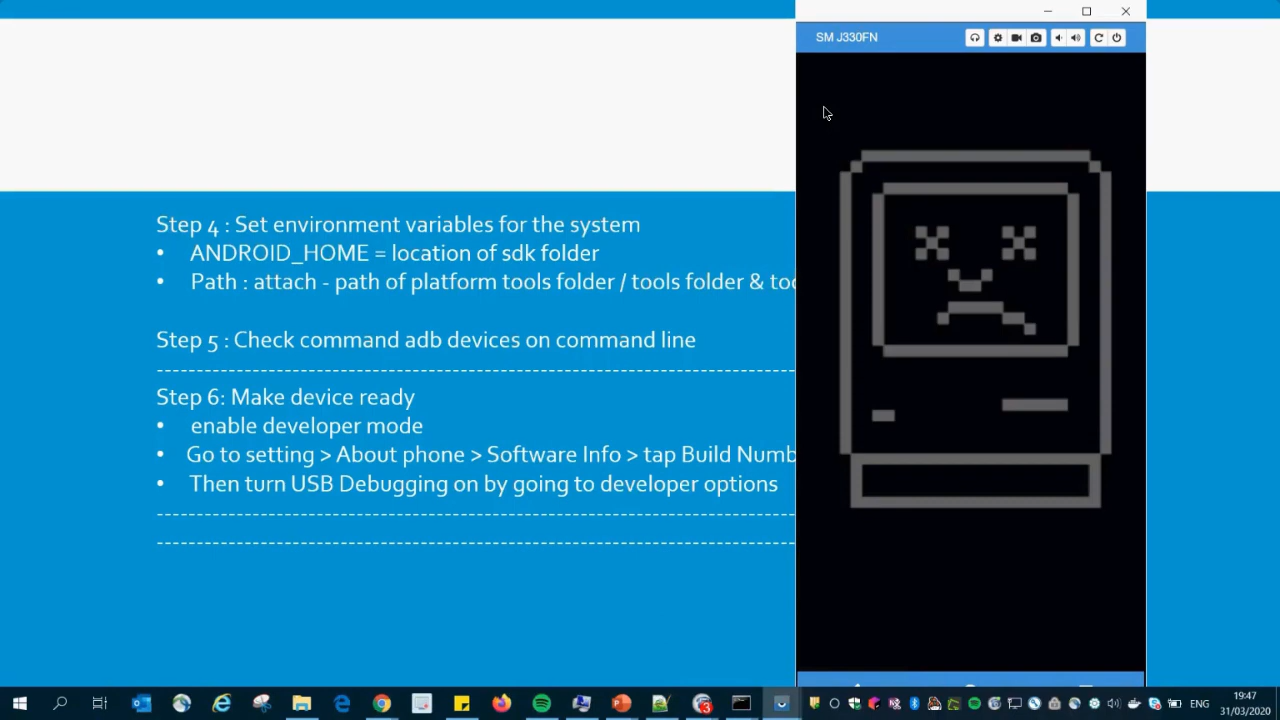 SM J330FN
Step 4 : Set environment variables for the system
• ANDROID_HOME = location of sdk folder
• Path : attach - path of platform tools folder / tools folder & too
Step 5 : Check command adb devices on command line
--------------------------------------------------------------------------------
Step 6: Make device ready
• enable developer mode
• Go to setting > About phone > Software Info > tap Build Numb
• Then turn USB Debugging on by going to developer options
--------------------------------------------------------------------------------
--------------------------------------------------------------------------------
ENG
19:47
31/03/2020